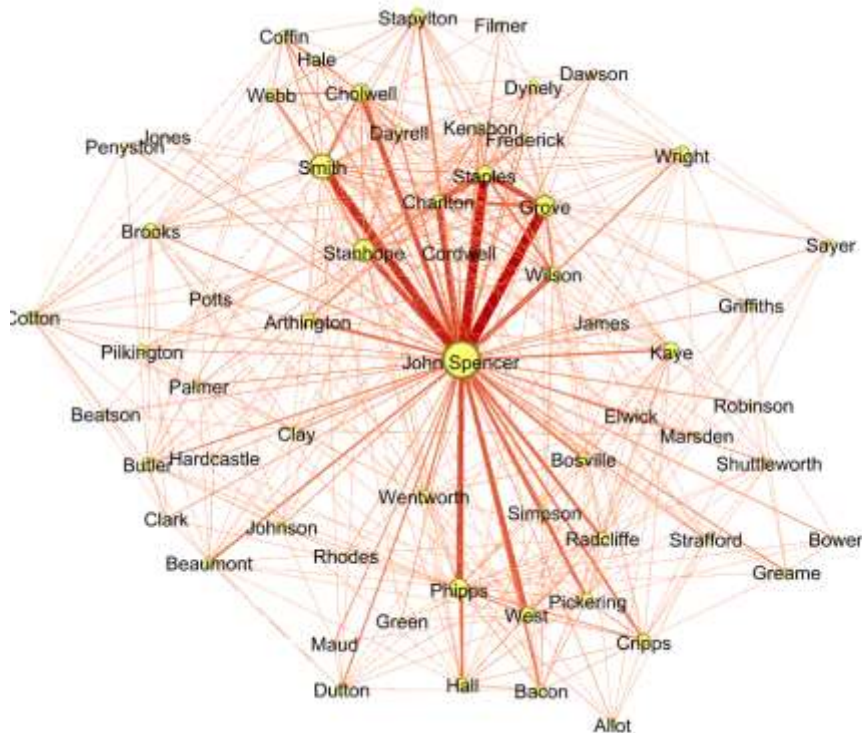 Stapylton
Filmer
Coffin
Hale
Dawson
Webb
Cholwell
Dynely
Dayrell
Kenshon
Frederick
Jones
Penyston
Wright
Smith
Staples
Charlton
Grove
Brooks
Stanhope
Cordwell
Sayer
Wilson
Potts
Griffiths
Cotton
Arthington
James
Pilkington
John Spencer
Kaye
Palmer
Beatson
Elwick
Robinson
Clay
Marsden
Butler
Hardcastle
Bosville
Shuttleworth
Wentworth
Clark
Johnson
Simpson
Radcliffe
Strafford
Bower
Beaumont
Rhodes
Greame
Phipps
Pickering
Green
West
Maud
Cripps
Dutton
Hall
Bacon
Allot